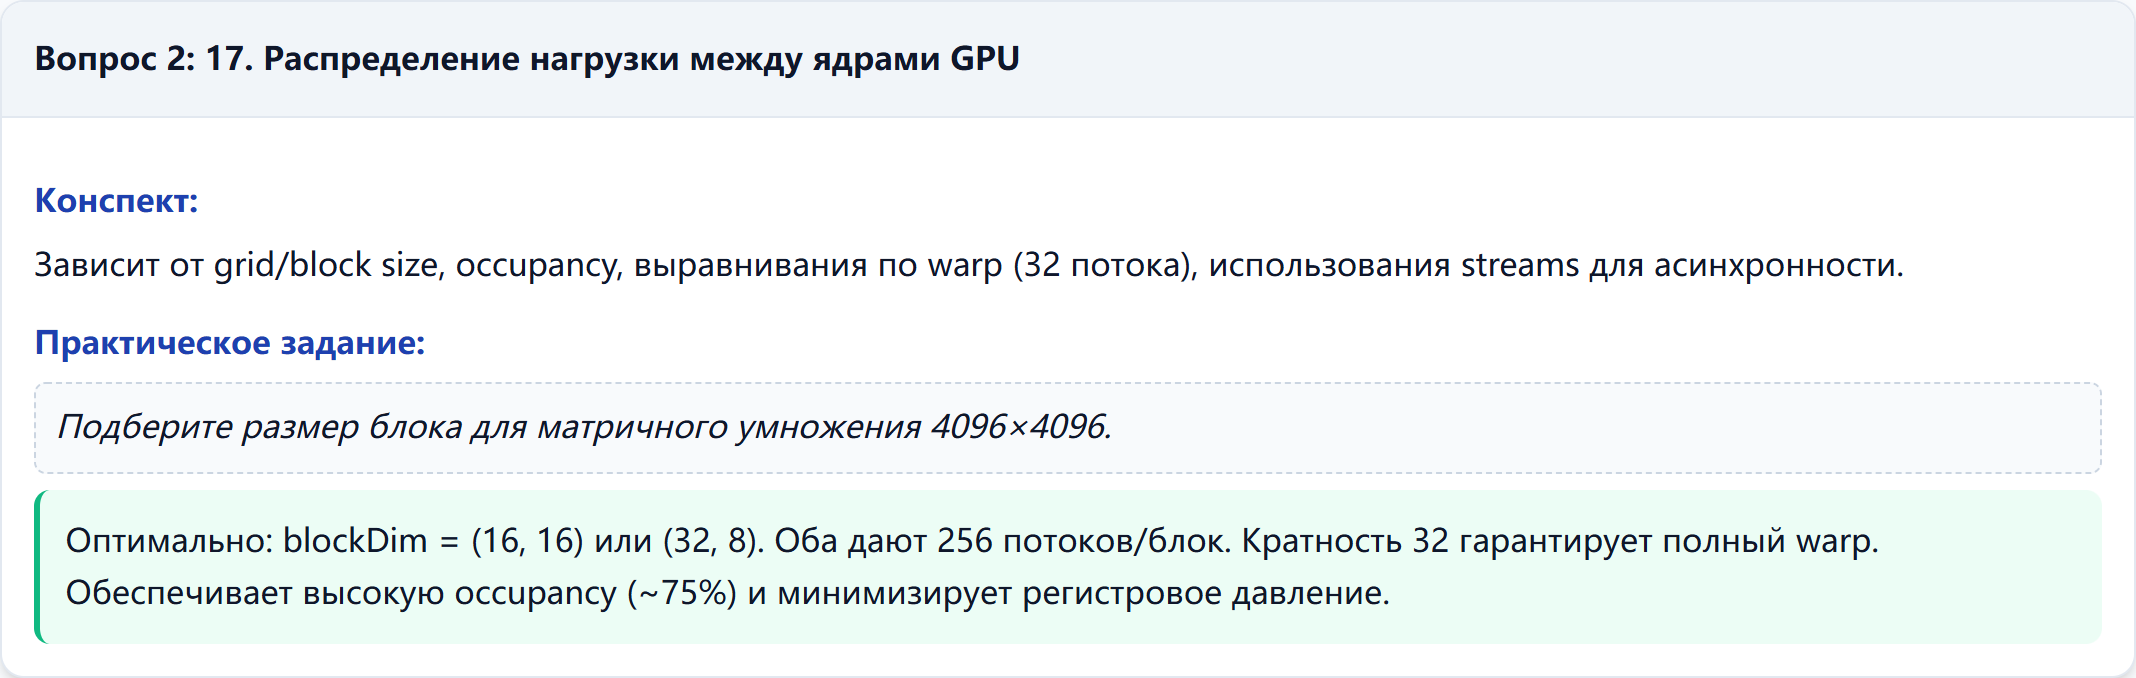 Вопрос 2: 17. Распределение нагрузки между ядрами GPU
Конспект:
Зависит от grid/block size, occupancy, выравнивания по warp (32 потока), использования streams для асинхронности.
Практическое задание:
Подберите размер блока для матричного умножения 4096×4096.
Оптимально: blockDim = (16, 16) или (32, 8). Оба дают 256 потоков/блок. Кратность 32 гарантирует полный warp.
Обеспечивает высокую occupancy (~75%) и минимизирует регистровое давление.